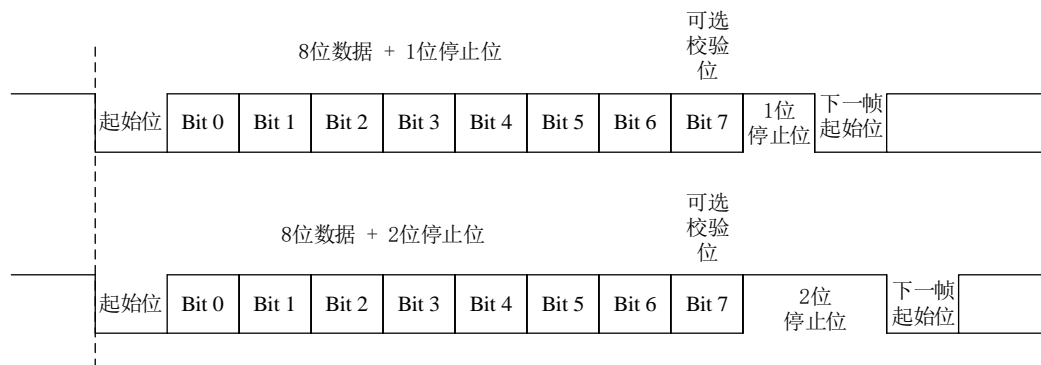 可选
校验
位
8位数据 + 1位停止位
起始位 Bit 0 Bit 1 Bit 2 Bit 3 Bit 4 Bit 5 Bit 6 Bit 7
1位
停止位
下一帧
起始位
可选
校验
位
8位数据 + 2位停止位
起始位 Bit 0 Bit 1 Bit 2 Bit 3 Bit 4 Bit 5 Bit 6 Bit 7
2位
停止位
下一帧
起始位